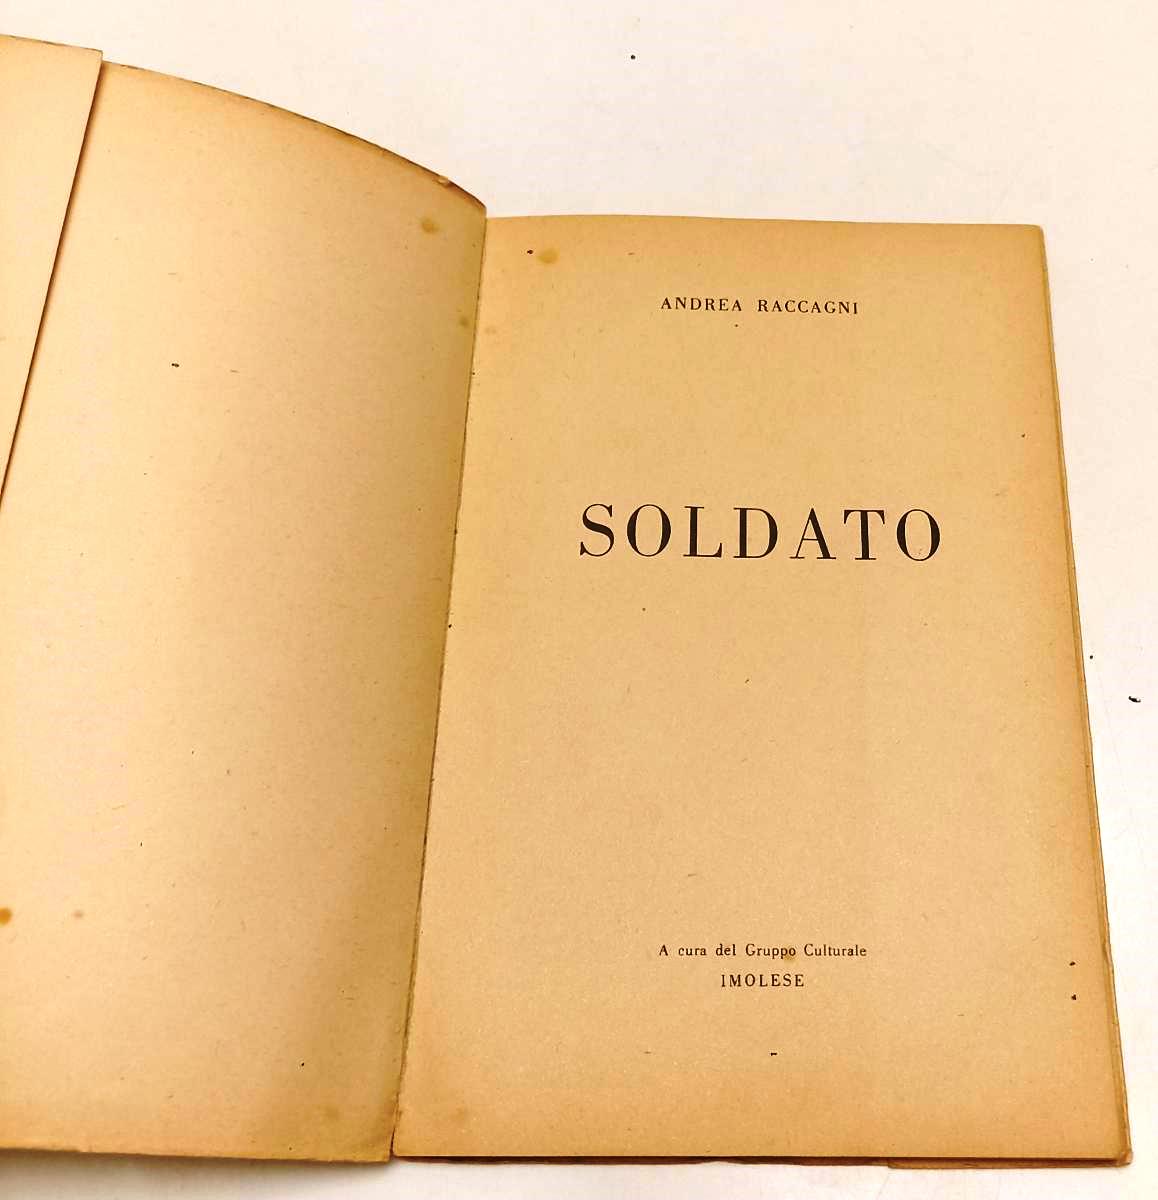 ANDREA RACCAGNI
SOLDATO
A cura del Gruppo Culturale
IMOLESE